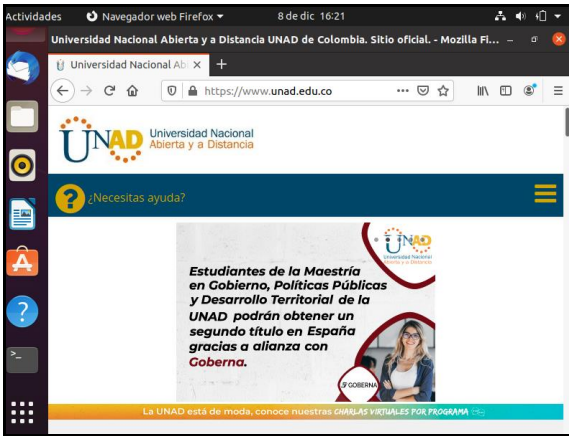 Actividades
Navegador web Firefox
8 de dic 16:21
Universidad Nacional Abierta y a Distancia UNAD de Colombia. Sitio oficial. - Mozilla Fi...
Universidad Nacional Ab
https://www.unad.edu.co
UNAD
Universidad Nacional
Abierta y a Distancia
¿Necesitas ayuda?
UNAD
Universidad Nacional
Abierta y a Distancia
Estudiantes de la Maestría
en Gobierno, Políticas Públicas
y Desarrollo Territorial de la
UNAD podrán obtener un
segundo título en España
gracias a alianza con
Goberna.
GOBERNA
La UNAD está de moda, conoce nuestras CHARLAS VIRTUALES POR PROGRAMA